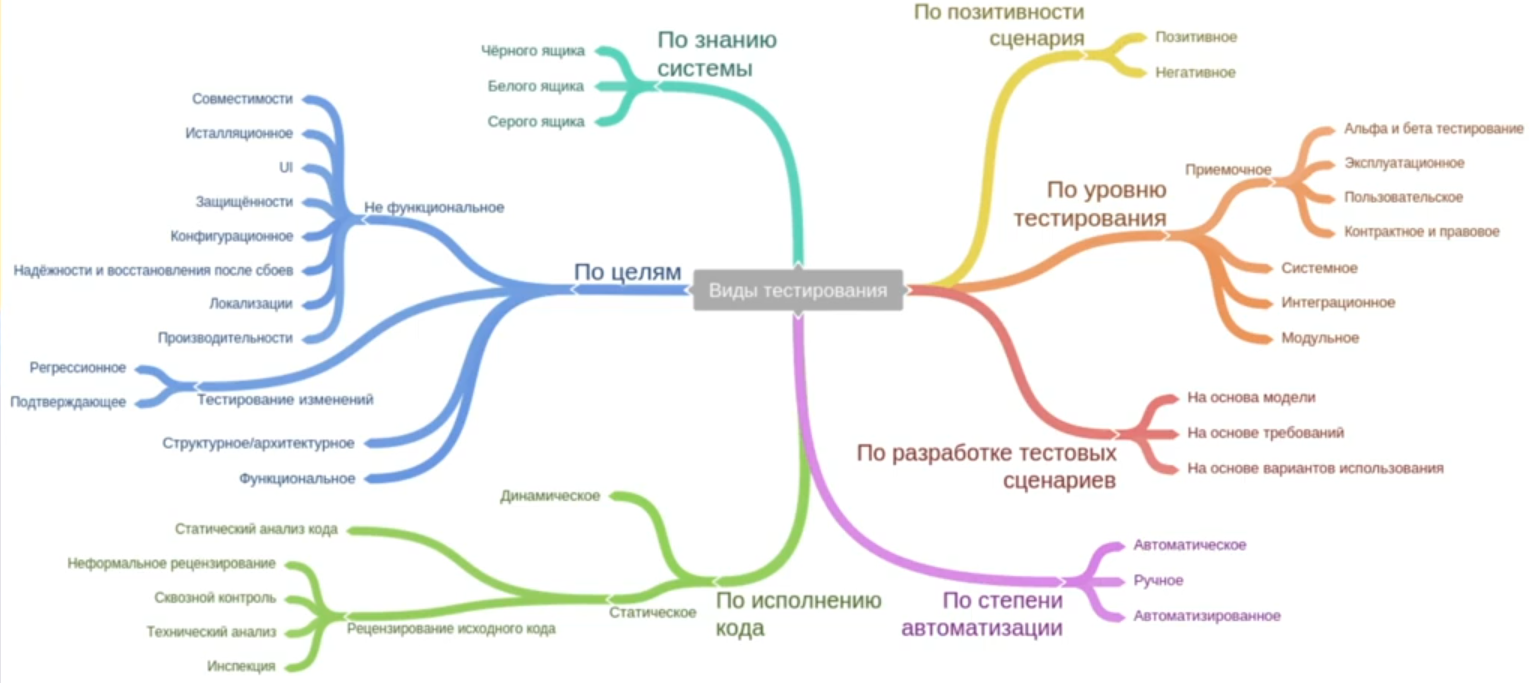 Виды тестирования
По знанию
системы
Чёрного ящика
Белого ящика
Серого ящика
По позитивности
сценария
Позитивное
Негативное
По уровню
тестирования
Приемочное
Альфа и бета тестирование
Эксплуатационное
Пользовательское
Контрактное и правовое
Системное
Интеграционное
Модульное
По разработке тестовых
сценариев
На основа модели
На основе требований
На основе вариантов использования
По степени
автоматизации
Автоматическое
Ручное
Автоматизированное
По исполнению
кода
Динамическое
Статическое
Статический анализ кода
Рецензирование исходного кода
Неформальное рецензирование
Сквозной контроль
Технический анализ
Инспекция
По целям
Не функциональное
Совместимости
Исталляционное
UI
Защищённости
Конфигурационное
Надёжности и восстановления после сбоев
Локализации
Производительности
Тестирование изменений
Регрессионное
Подтверждающее
Структурное/архитектурное
Функциональное